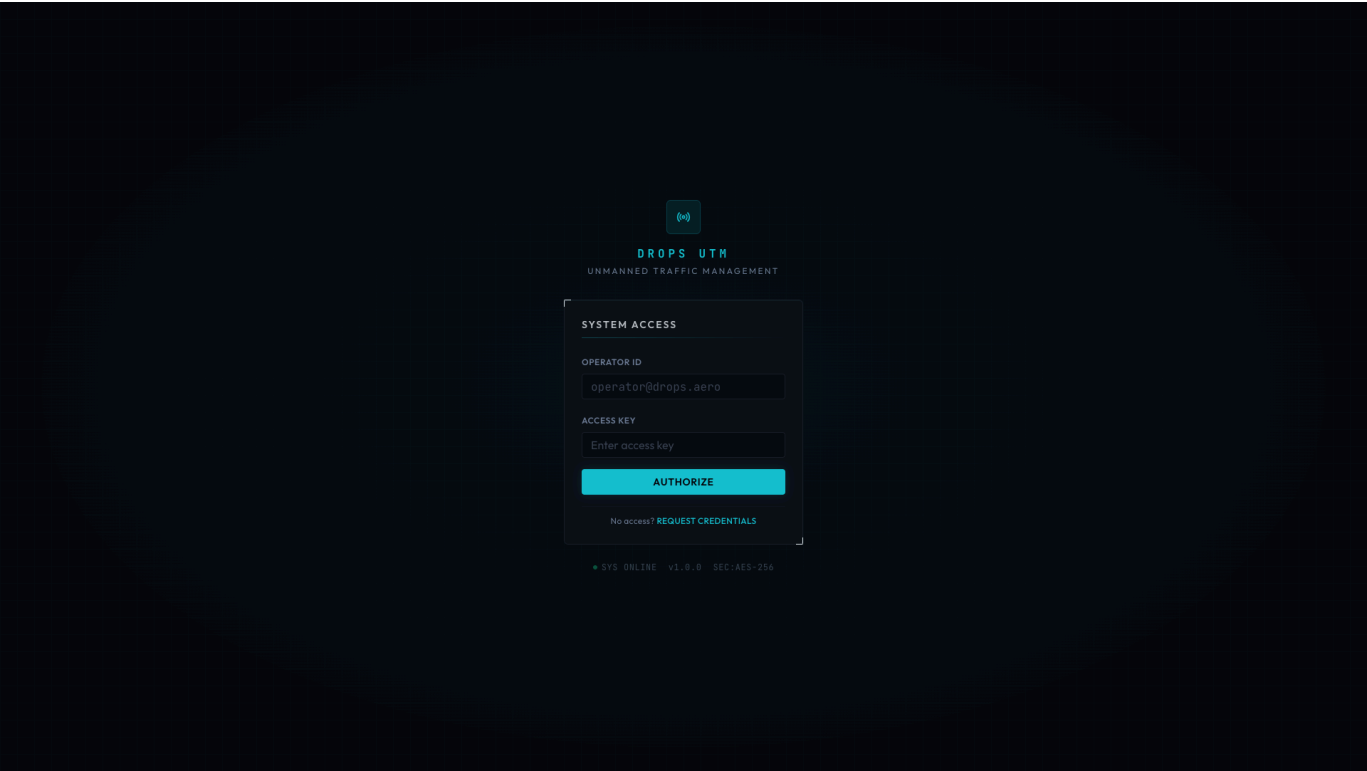 DROPS UTM
UNMANNED TRAFFIC MANAGEMENT
SYSTEM ACCESS
OPERATOR ID
operator@drops.aero
ACCESS KEY
Enter access key
AUTHORIZE
No access? REQUEST CREDENTIALS
SYS ONLINE v1.0.0 SEC:AES-256